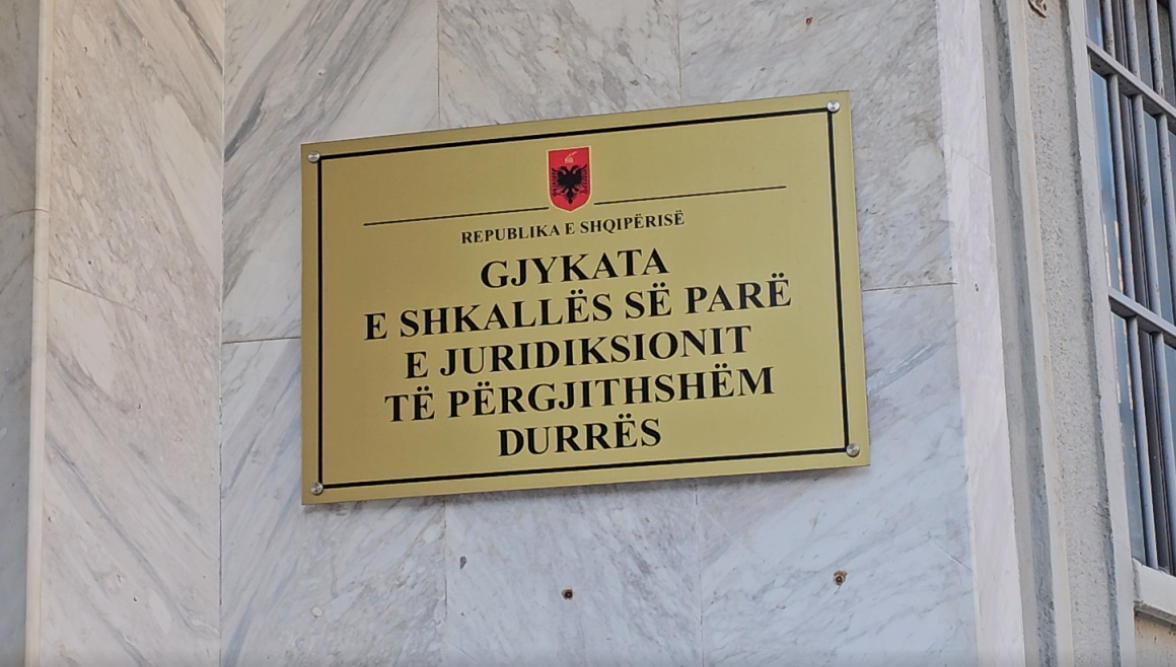 REPUBLIKA E SHQIPËRISË
GJYKATA
E SHKALLËS SË PARË
E JURIDIKSIONIT
TË PËRGJITHSHËM
DURRËS